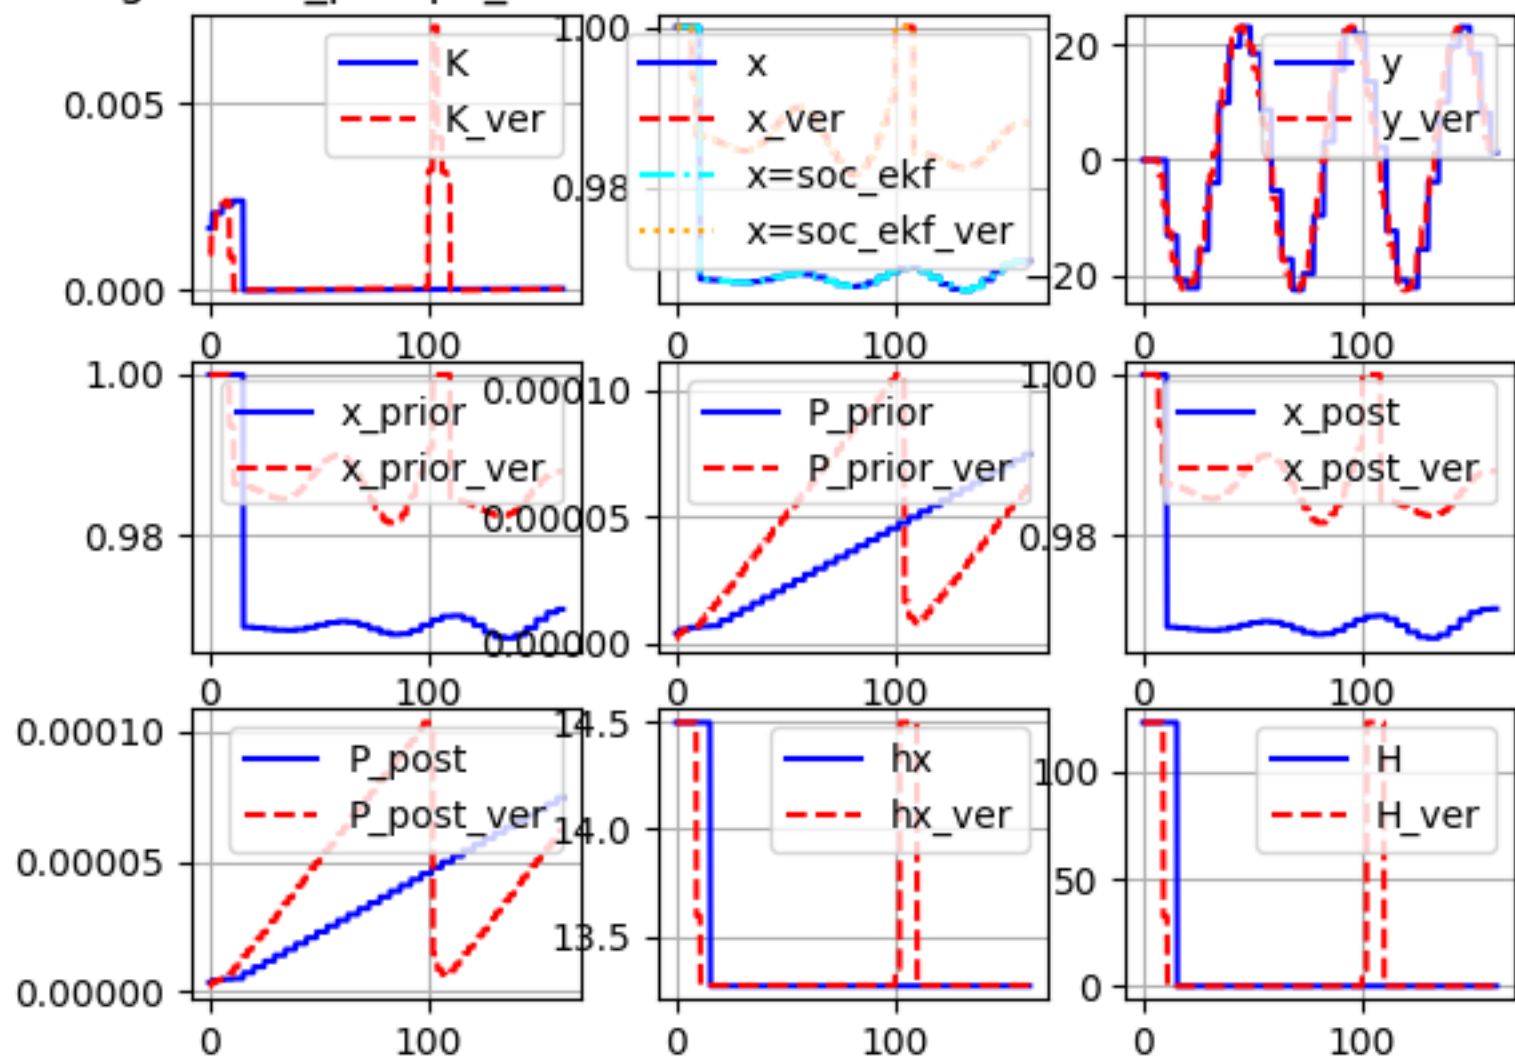 K
K_ver
0.005
0.000
0
100
x
x_ver
x=soc_ekf
x=soc_ekf_ver
1.00
0.98
0
100
y
y_ver
20
0
20
0
100
x_prior
x_prior_ver
1.00
0.98
0
100
P_prior
P_prior_ver
0.00010
0.00005
0.00000
0
100
x_post
x_post_ver
1.00
0.98
0
100
P_post
P_post_ver
0.00010
0.00005
0.00000
0
100
hx
hx_ver
14.5
14.0
13.5
0
100
H
H_ver
100
50
0
0
100